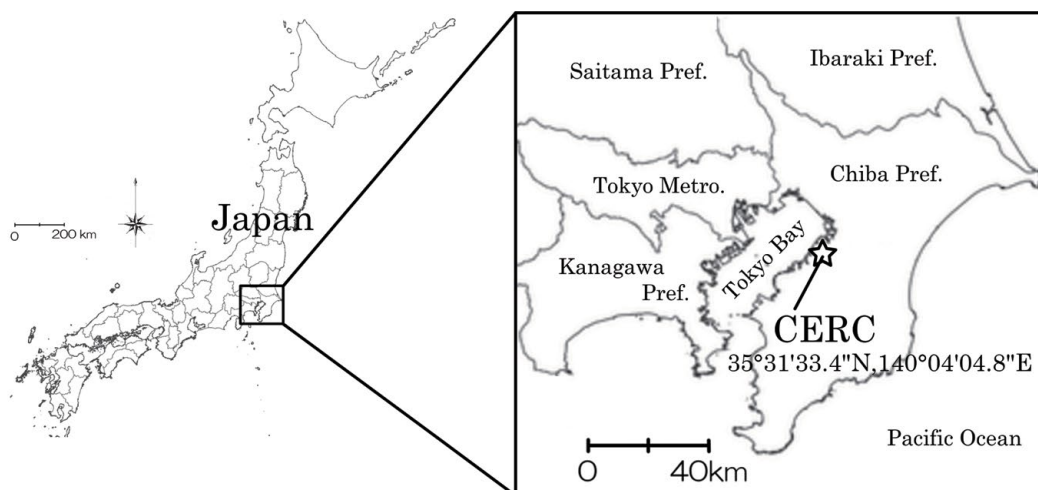 Japan
0
200 km
Saitama Pref.
Ibaraki Pref.
Tokyo Metro.
Chiba Pref.
Kanagawa
Pref.
Tokyo Bay
CERC
35°31'33.4"N,140°04'04.8"E
Pacific Ocean
0
40km